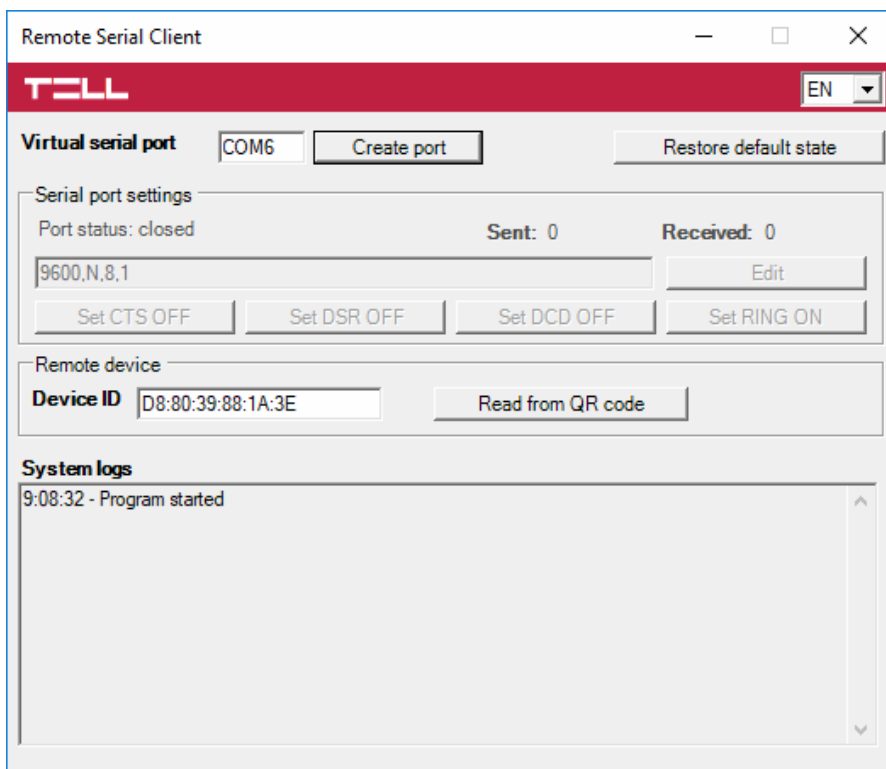 Remote Serial Client
TELL EN
Virtual serial port COM6 Create port Restore default state
Serial port settings
Port status: closed Sent: 0 Received: 0
9600,N,8,1 Edit
Set CTS OFF Set DSR OFF Set DCD OFF Set RING ON
Remote device
Device ID D8:80:39:88:1A:3E Read from QR code
System logs
9:08:32 - Program started